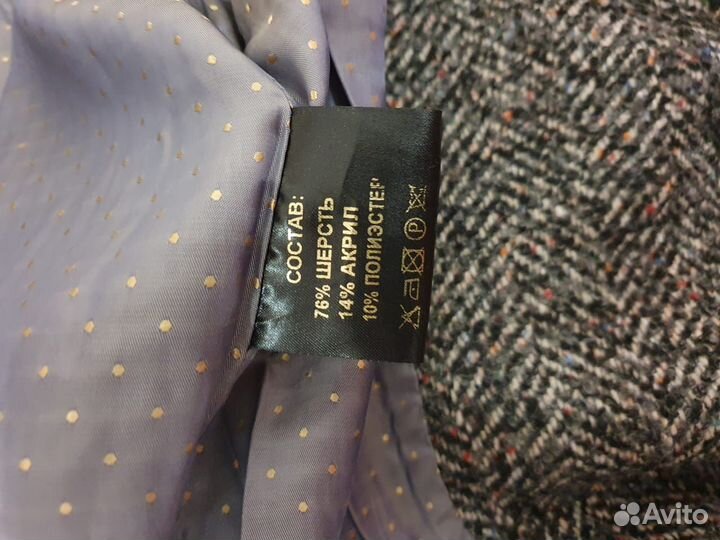 СОСТАВ:
76% ШЕРСТЬ
14% АКРИЛ
10% ПОЛИЭСТЕР
P
Avito